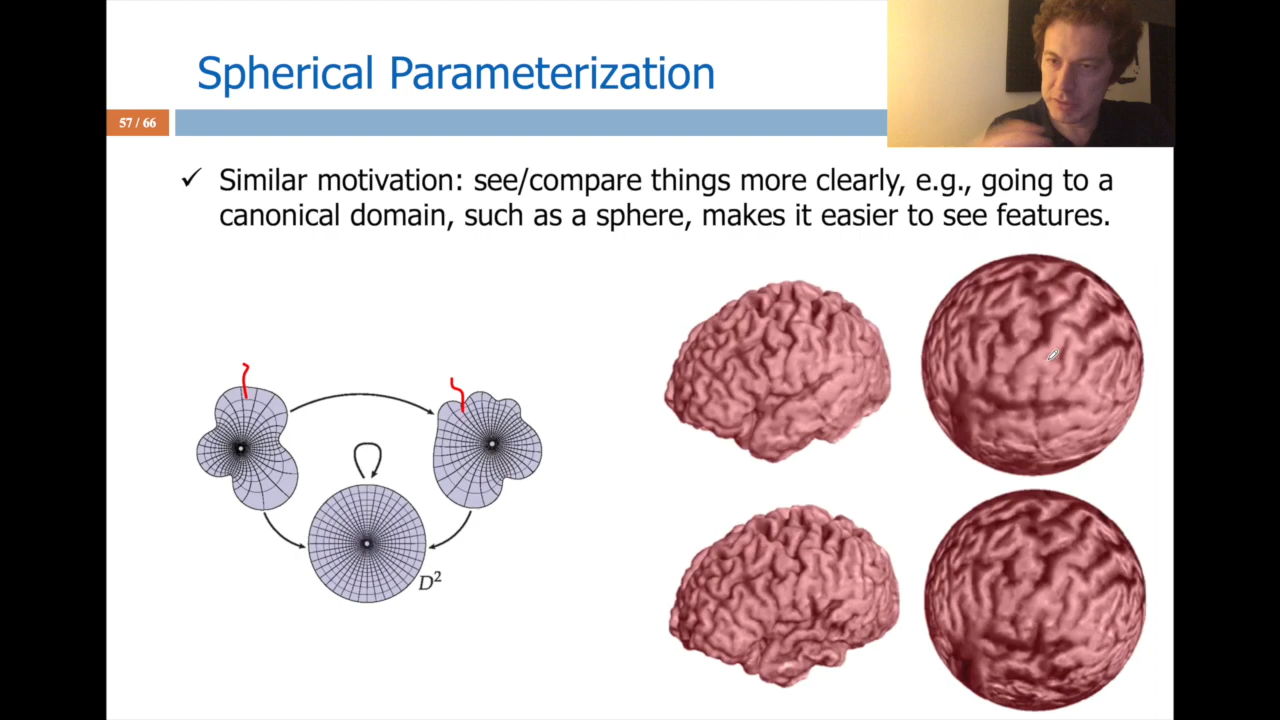 Spherical Parameterization
57 / 66
✓ Similar motivation: see/compare things more clearly, e.g., going to a
canonical domain, such as a sphere, makes it easier to see features.
D²